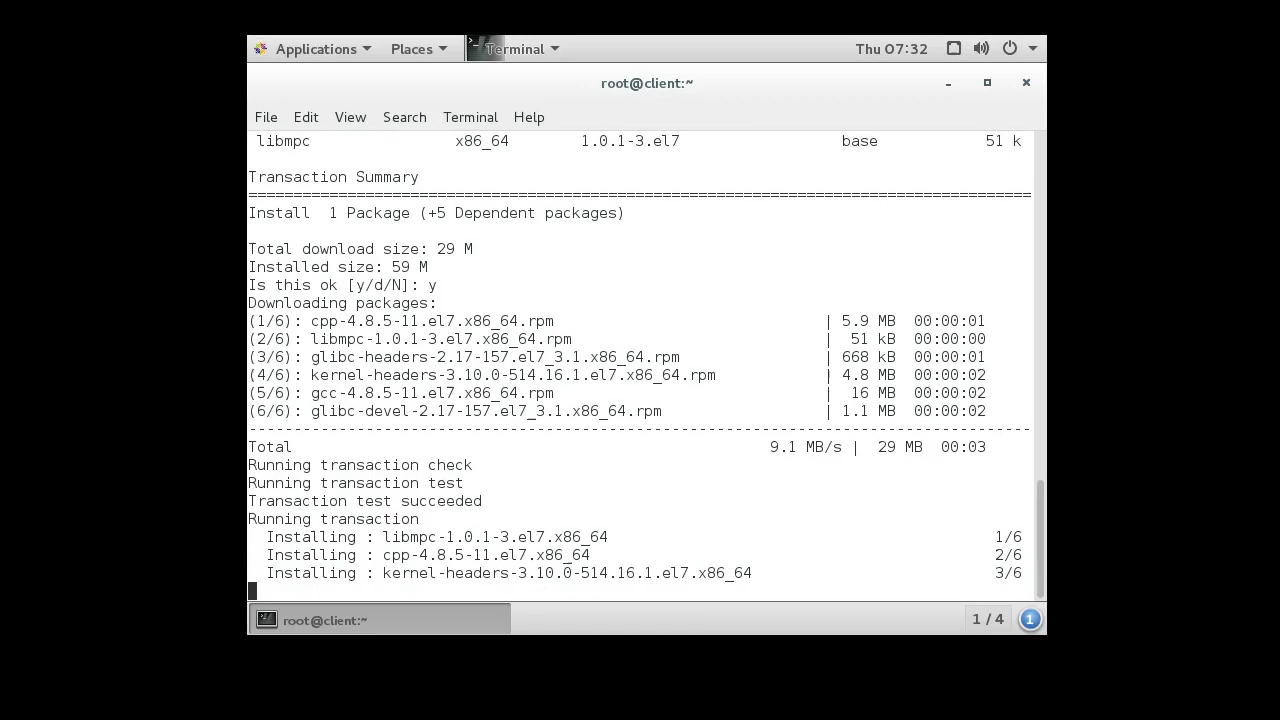 Applications Places Terminal Thu 07:32
root@client:~
File Edit View Search Terminal Help
libmpc x86_64 1.0.1-3.el7 base 51 k
Transaction Summary
================================================================================
Install  1 Package (+5 Dependent packages)
Total download size: 29 M
Installed size: 59 M
Is this ok [y/d/N]: y
Downloading packages:
(1/6): cpp-4.8.5-11.el7.x86_64.rpm | 5.9 MB 00:00:01
(2/6): libmpc-1.0.1-3.el7.x86_64.rpm | 51 kB 00:00:00
(3/6): glibc-headers-2.17-157.el7_3.1.x86_64.rpm | 668 kB 00:00:01
(4/6): kernel-headers-3.10.0-514.16.1.el7.x86_64.rpm | 4.8 MB 00:00:02
(5/6): gcc-4.8.5-11.el7.x86_64.rpm | 16 MB 00:00:02
(6/6): glibc-devel-2.17-157.el7_3.1.x86_64.rpm | 1.1 MB 00:00:02
--------------------------------------------------------------------------------
Total 9.1 MB/s | 29 MB 00:03
Running transaction check
Running transaction test
Transaction test succeeded
Running transaction
Installing : libmpc-1.0.1-3.el7.x86_64 1/6
Installing : cpp-4.8.5-11.el7.x86_64 2/6
Installing : kernel-headers-3.10.0-514.16.1.el7.x86_64 3/6
root@client:~ 1 / 4 1